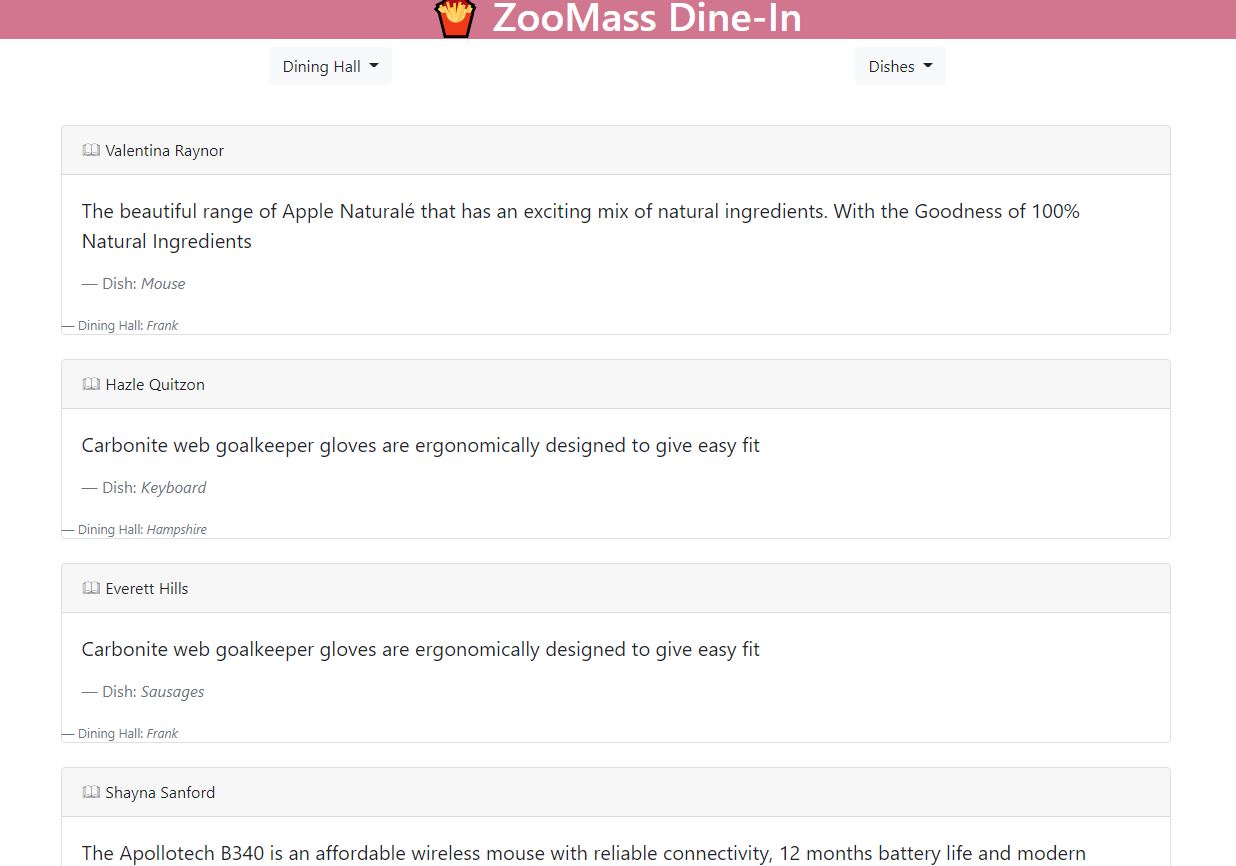 ZooMass Dine-In
Dining Hall
Dishes
Valentina Raynor
The beautiful range of Apple Naturalé that has an exciting mix of natural ingredients. With the Goodness of 100%
Natural Ingredients
— Dish: Mouse
— Dining Hall: Frank
Hazle Quitzon
Carbonite web goalkeeper gloves are ergonomically designed to give easy fit
— Dish: Keyboard
— Dining Hall: Hampshire
Everett Hills
Carbonite web goalkeeper gloves are ergonomically designed to give easy fit
— Dish: Sausages
— Dining Hall: Frank
Shayna Sanford
The Apollotech B340 is an affordable wireless mouse with reliable connectivity, 12 months battery life and modern